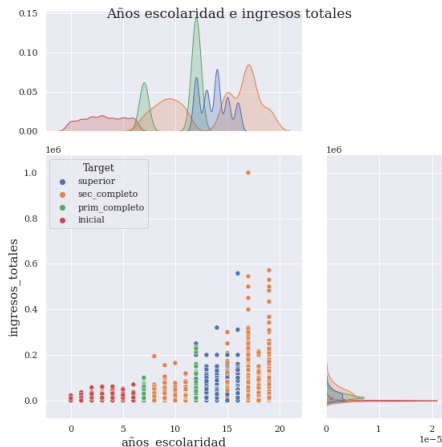 Años escolaridad e ingresos totales
0.15
0.10
0.05
0.00
1e6
1e6
Target
superior
sec_completo
prim_completo
inicial
1.0
0.8
0.6
0.4
0.2
0.0
ingresos_totales
0 5 10 15 20
años_escolaridad
0 1 2
1e−5